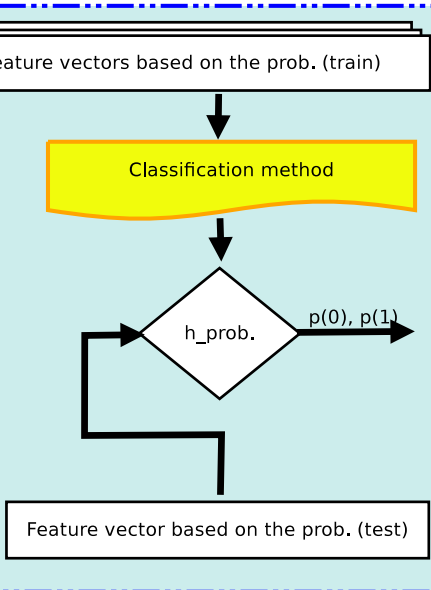 eature vectors based on the prob. (train)
Classification method
h_prob.
p(0), p(1)
Feature vector based on the prob. (test)